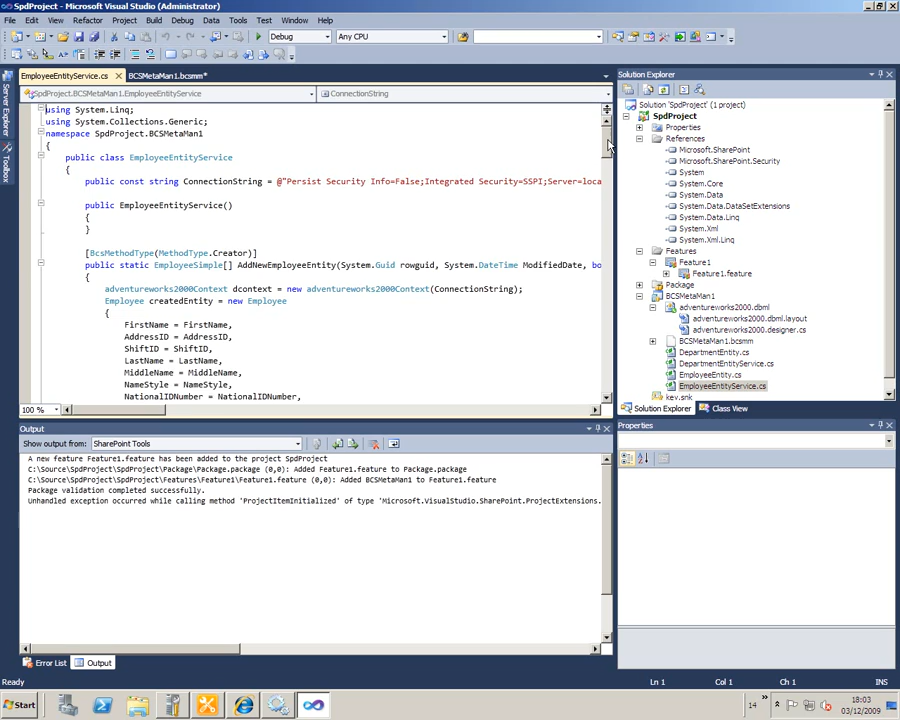 SpdProject - Microsoft Visual Studio (Administrator)
File Edit View Refactor Project Build Debug Data Tools Test Window Help
Debug Any CPU
EmployeeEntityService.cs BCSMetaMan1.bcsmm*
SpdProject.BCSMetaMan1.EmployeeEntityService ConnectionString
using System.Linq;
using System.Collections.Generic;
namespace SpdProject.BCSMetaMan1
{
public class EmployeeEntityService
{
public const string ConnectionString = @"Persist Security Info=False;Integrated Security=SSPI;Server=loca
public EmployeeEntityService()
{
}
[BcsMethodType(MethodType.Creator)]
public static EmployeeSimple[] AddNewEmployeeEntity(System.Guid rowguid, System.DateTime ModifiedDate, bo
{
adventureworks2000Context dcontext = new adventureworks2000Context(ConnectionString);
Employee createdEntity = new Employee
{
FirstName = FirstName,
AddressID = AddressID,
ShiftID = ShiftID,
LastName = LastName,
MiddleName = MiddleName,
NameStyle = NameStyle,
NationalIDNumber = NationalIDNumber,
100 %
Server Explorer
Toolbox
Output
Show output from: SharePoint Tools
A new feature Feature1.feature has been added to the project SpdProject
C:\Source\SpdProject\SpdProject\Package\Package.package (0,0): Added Feature1.feature to Package.package
C:\Source\SpdProject\SpdProject\Features\Feature1\Feature1.feature (0,0): Added BCSMetaMan1 to Feature1.feature
Package validation completed successfully.
Unhandled exception occurred while calling method 'ProjectItemInitialized' of type 'Microsoft.VisualStudio.SharePoint.ProjectExtensions.
Error List Output
Solution Explorer
Solution 'SpdProject' (1 project)
SpdProject
Properties
References
Microsoft.SharePoint
Microsoft.SharePoint.Security
System
System.Core
System.Data
System.Data.DataSetExtensions
System.Data.Linq
System.Xml
System.Xml.Linq
Features
Feature1
Feature1.feature
Package
BCSMetaMan1
adventureworks2000.dbml
adventureworks2000.dbml.layout
adventureworks2000.designer.cs
BCSMetaMan1.bcsmm
DepartmentEntity.cs
DepartmentEntityService.cs
EmployeeEntity.cs
EmployeeEntityService.cs
key.snk
Solution Explorer Class View
Properties
Ready Ln 1 Col 1 Ch 1 INS
Start 14 18:03
03/12/2009